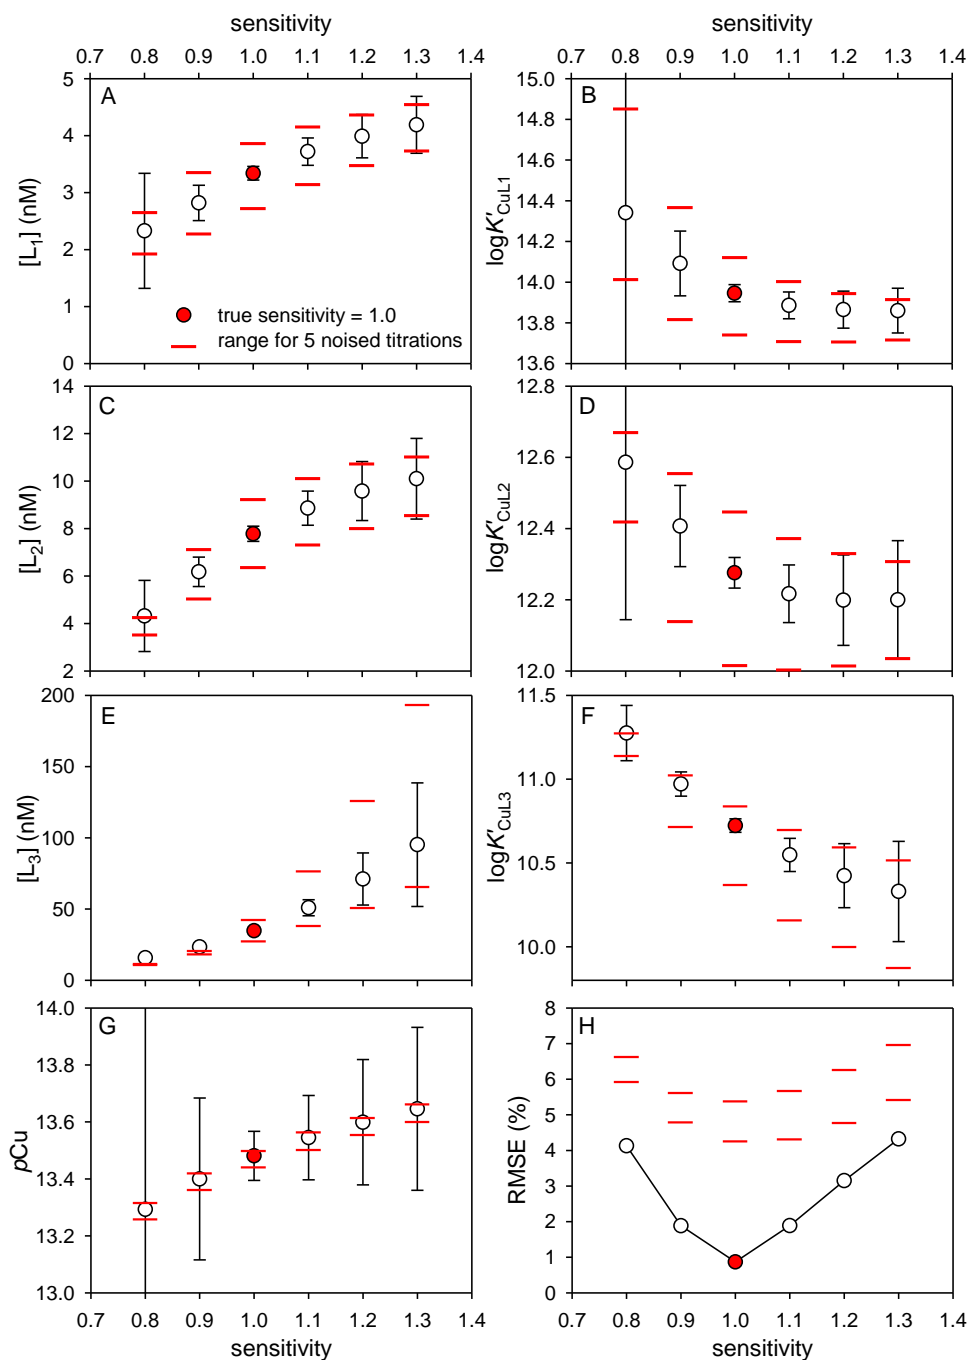 sensitivity
sensitivity
0.7 0.8 0.9 1.0 1.1 1.2 1.3 1.4
0.7 0.8 0.9 1.0 1.1 1.2 1.3 1.4
A
[L1] (nM)
5
4
3
2
1
0
true sensitivity = 1.0
range for 5 noised titrations
B
logK′CuL1
15.0
14.8
14.6
14.4
14.2
14.0
13.8
13.6
C
[L2] (nM)
14
12
10
8
6
4
2
D
logK′CuL2
12.8
12.6
12.4
12.2
12.0
E
[L3] (nM)
200
150
100
50
0
F
logK′CuL3
11.5
11.0
10.5
10.0
G
pCu
14.0
13.8
13.6
13.4
13.2
13.0
H
RMSE (%)
8
7
6
5
4
3
2
1
0
0.7 0.8 0.9 1.0 1.1 1.2 1.3 1.4
0.7 0.8 0.9 1.0 1.1 1.2 1.3 1.4
sensitivity
sensitivity